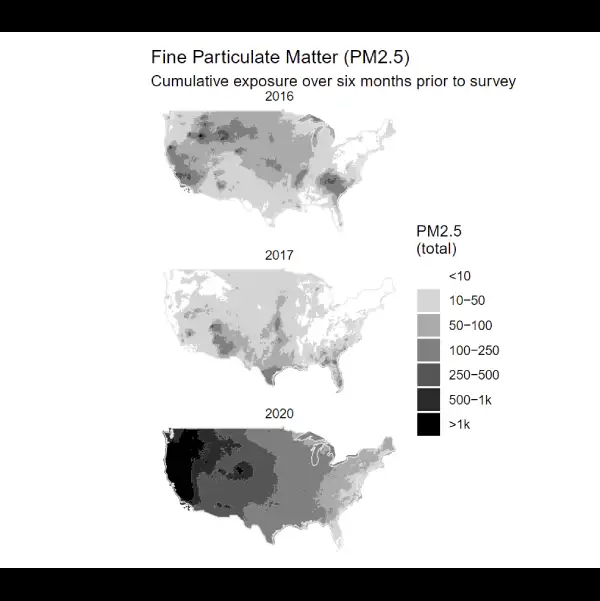 Fine Particulate Matter (PM2.5)
Cumulative exposure over six months prior to survey
2016
2017
2020
PM2.5
(total)
<10
10−50
50−100
100−250
250−500
500−1k
>1k